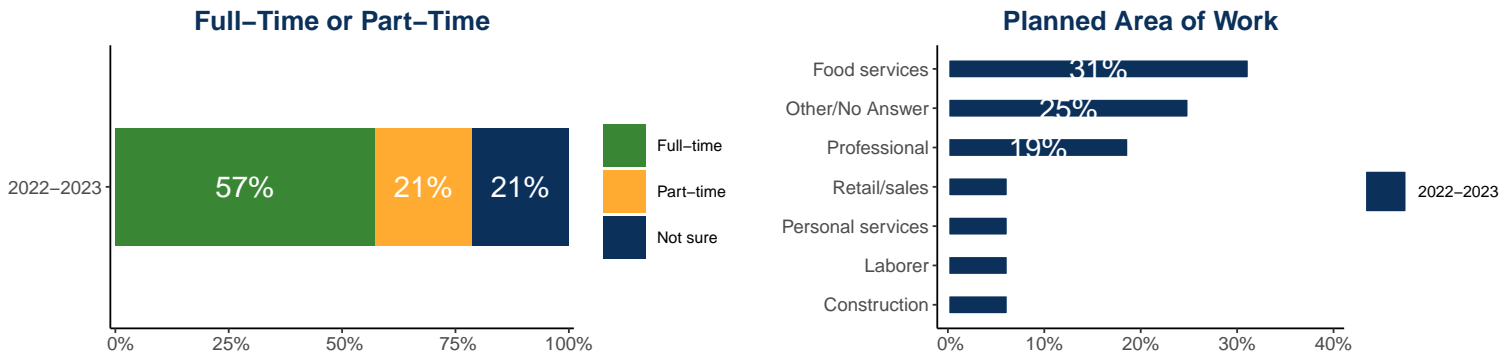 Full−Time or Part−Time
2022−2023
57%
21%
21%
Full−time
Part−time
Not sure
0%
25%
50%
75%
100%
Planned Area of Work
Food services
31%
Other/No Answer
25%
Professional
19%
Retail/sales
Personal services
Laborer
Construction
2022−2023
0%
10%
20%
30%
40%